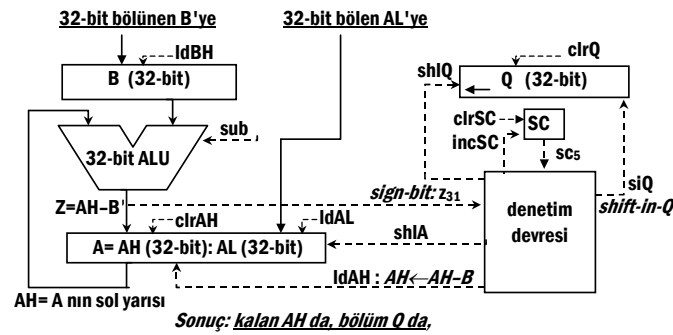 32-bit bölünen B'ye
32-bit bölen AL'ye
ldBH
clrQ
B (32-bit)
shlQ
Q (32-bit)
clrSC
SC
incSC
sub
32-bit ALU
sc5
siQ
Z=AH–B'
sign-bit: z31
shift-in-Q
clrAH
ldAL
denetim
devresi
A= AH (32-bit): AL (32-bit)
shlA
ldAH : AH←AH–B
AH= A nın sol yarısı
Sonuç: kalan AH da, bölüm Q da,